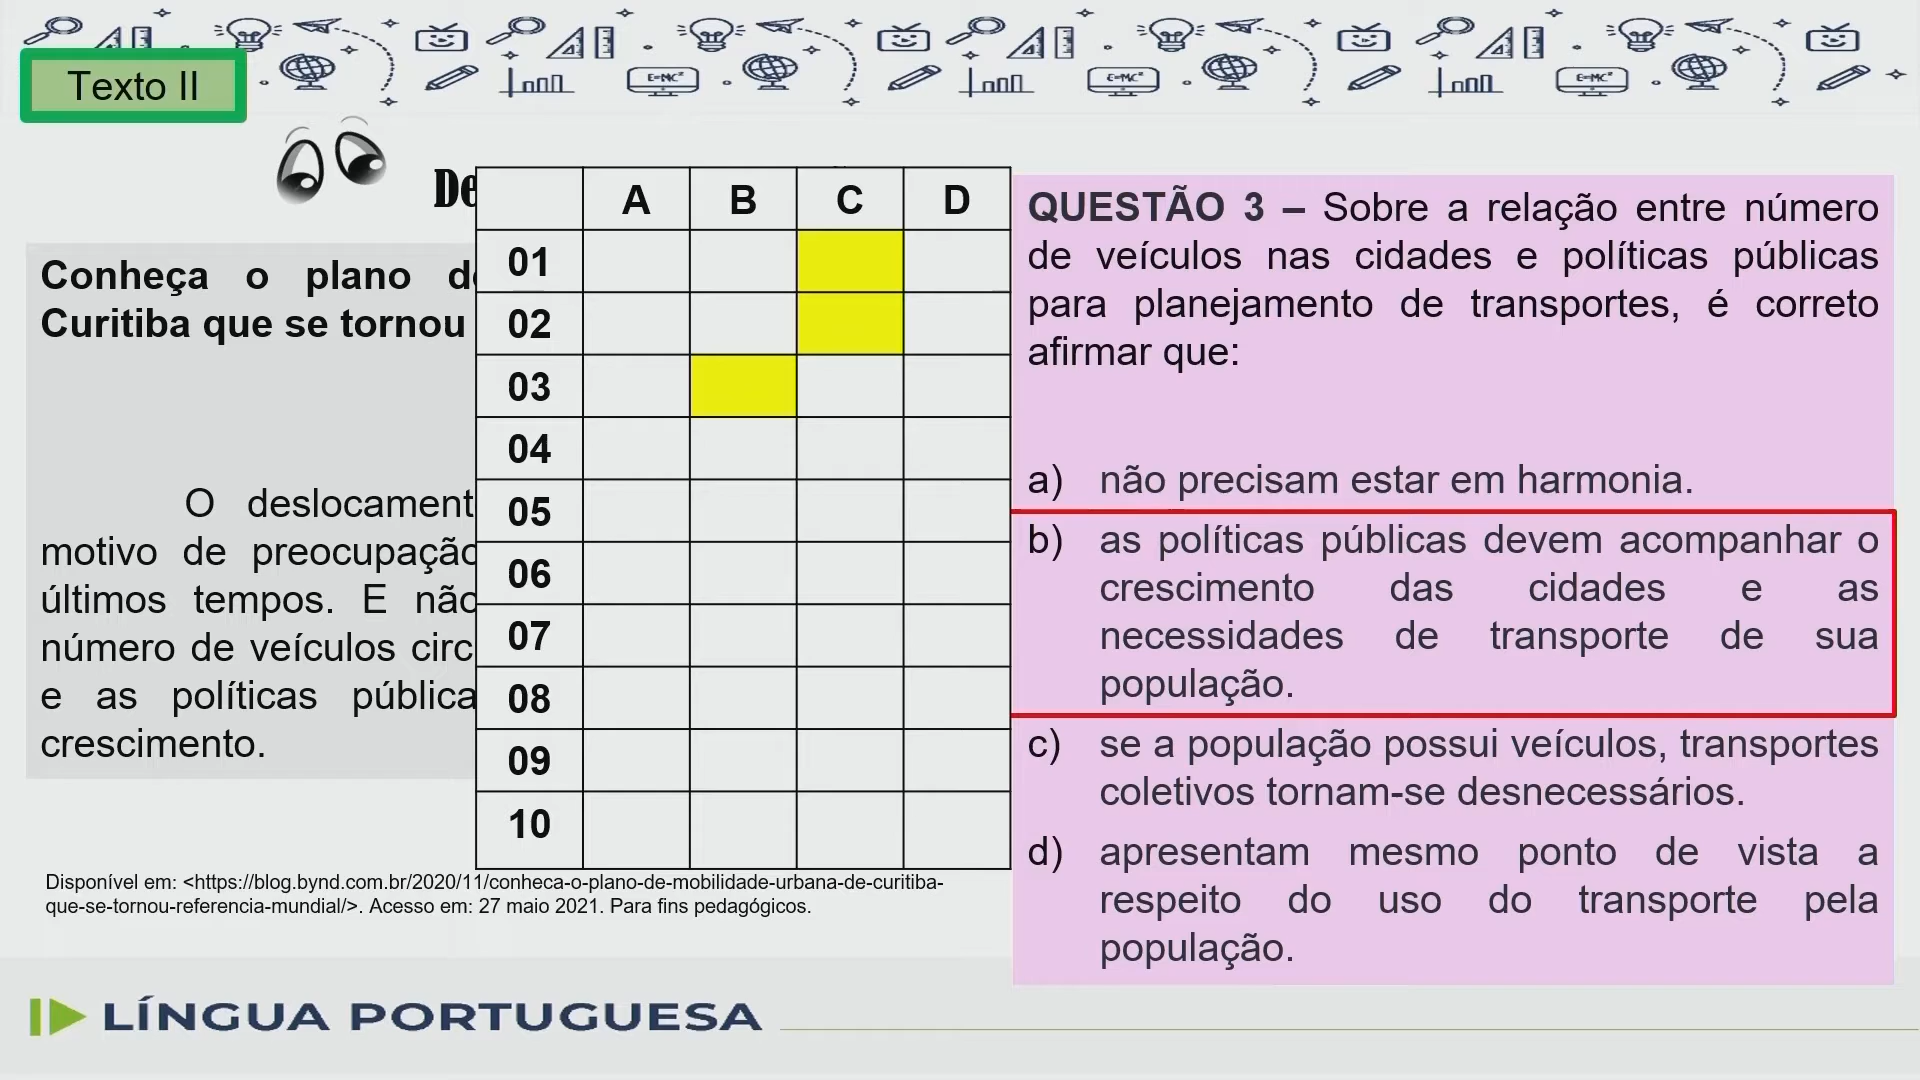 Texto II
De
Conheça o plano d
Curitiba que se tornou
O deslocament
motivo de preocupação
últimos tempos. E não
número de veículos circ
e as políticas pública
crescimento.
A B C D
01
02
03
04
05
06
07
08
09
10
Disponível em: <https://blog.bynd.com.br/2020/11/conheca-o-plano-de-mobilidade-urbana-de-curitiba-
que-se-tornou-referencia-mundial/>. Acesso em: 27 maio 2021. Para fins pedagógicos.
QUESTÃO 3 – Sobre a relação entre número
de veículos nas cidades e políticas públicas
para planejamento de transportes, é correto
afirmar que:
a) não precisam estar em harmonia.
b) as políticas públicas devem acompanhar o
crescimento das cidades e as
necessidades de transporte de sua
população.
c) se a população possui veículos, transportes
coletivos tornam-se desnecessários.
d) apresentam mesmo ponto de vista a
respeito do uso do transporte pela
população.
LÍNGUA PORTUGUESA